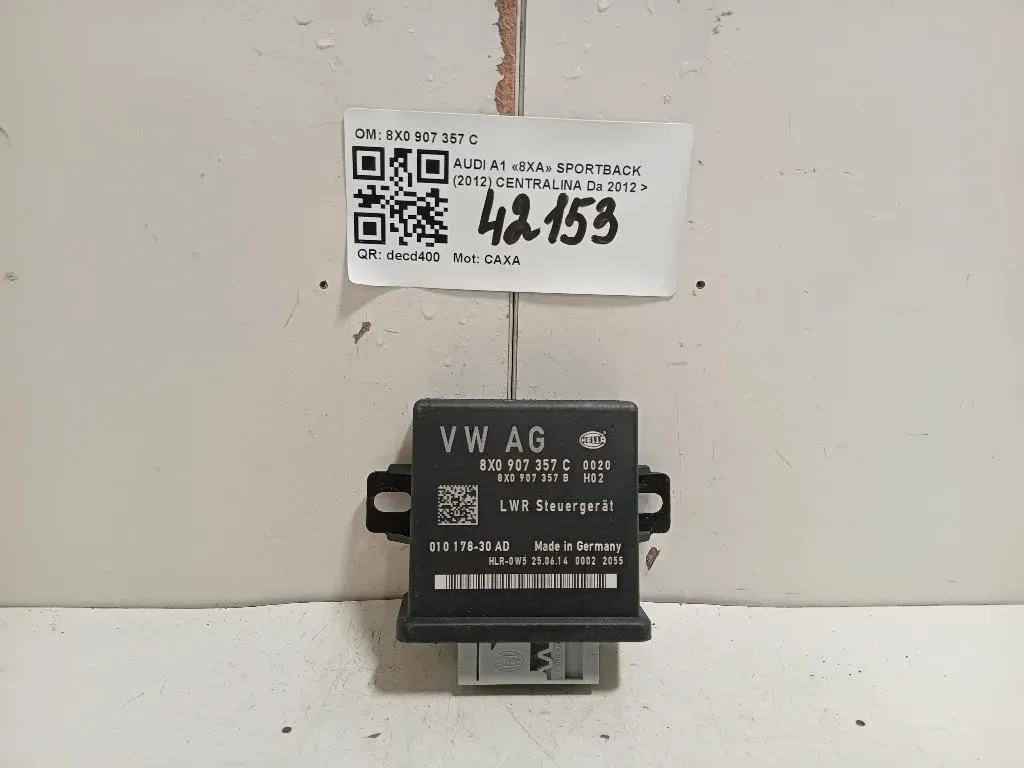 OM: 8X0 907 357 C
AUDI A1 «8XA» SPORTBACK
(2012) CENTRALINA Da 2012 >
42153
QR: decd400 Mot: CAXA
VW AG
HELLA
8X0 907 357 C 0020
8X0 907 357 B H02
LWR Steuergerät
010 178-30 AD Made in Germany
HLR-0W5 25.06.14 0002 2055
HELLA